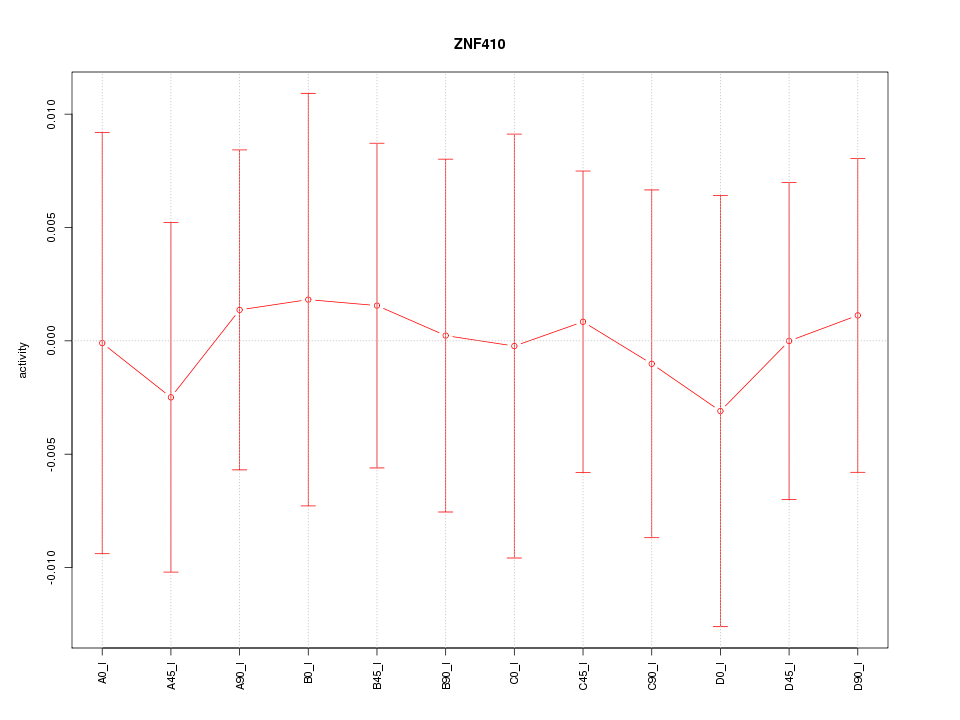 ZNF410
activity
0.010
0.005
0.000
-0.005
-0.010
A0_I
A45_I
A90_I
B0_I
B45_I
B90_I
C0_I
C45_I
C90_I
D0_I
D45_I
D90_I